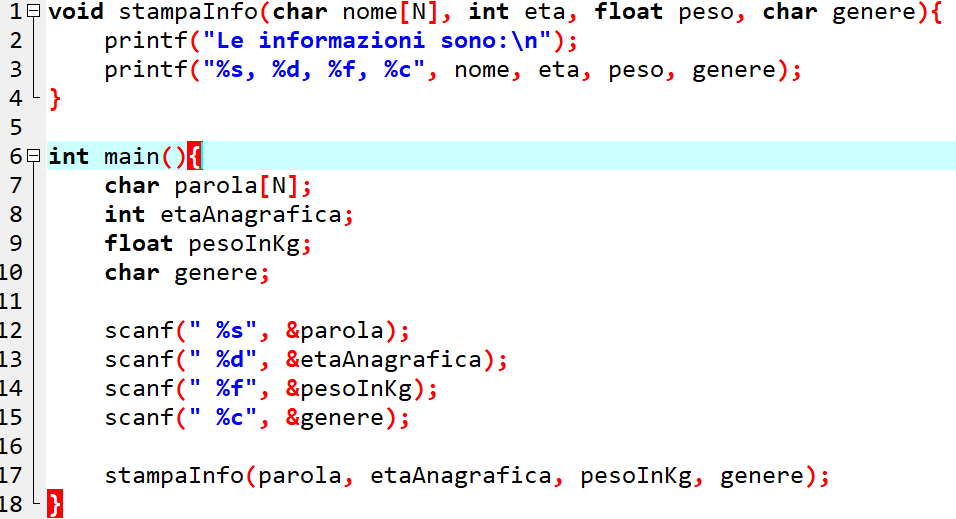 1 void stampaInfo(char nome[N], int eta, float peso, char genere){
2 printf("Le informazioni sono:\n");
3 printf("%s, %d, %f, %c", nome, eta, peso, genere);
4 }
5
6 int main(){
7 char parola[N];
8 int etaAnagrafica;
9 float pesoInKg;
10 char genere;
11
12 scanf(" %s", &parola);
13 scanf(" %d", &etaAnagrafica);
14 scanf(" %f", &pesoInKg);
15 scanf(" %c", &genere);
16
17 stampaInfo(parola, etaAnagrafica, pesoInKg, genere);
18 }